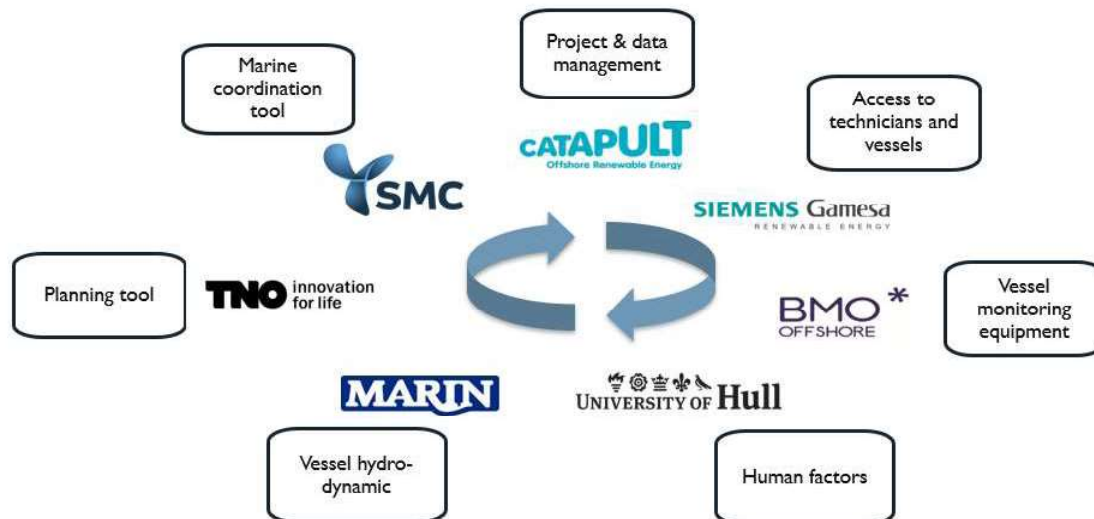 Project & data
management
CATAPULT
Offshore Renewable Energy
Marine
coordination
tool
SMC
Access to
technicians and
vessels
SIEMENS Gamesa
RENEWABLE ENERGY
Planning tool
TNO innovation
for life
BMO *
OFFSHORE
Vessel
monitoring
equipment
MARIN
UNIVERSITY OF Hull
Vessel hydro-
dynamic
Human factors